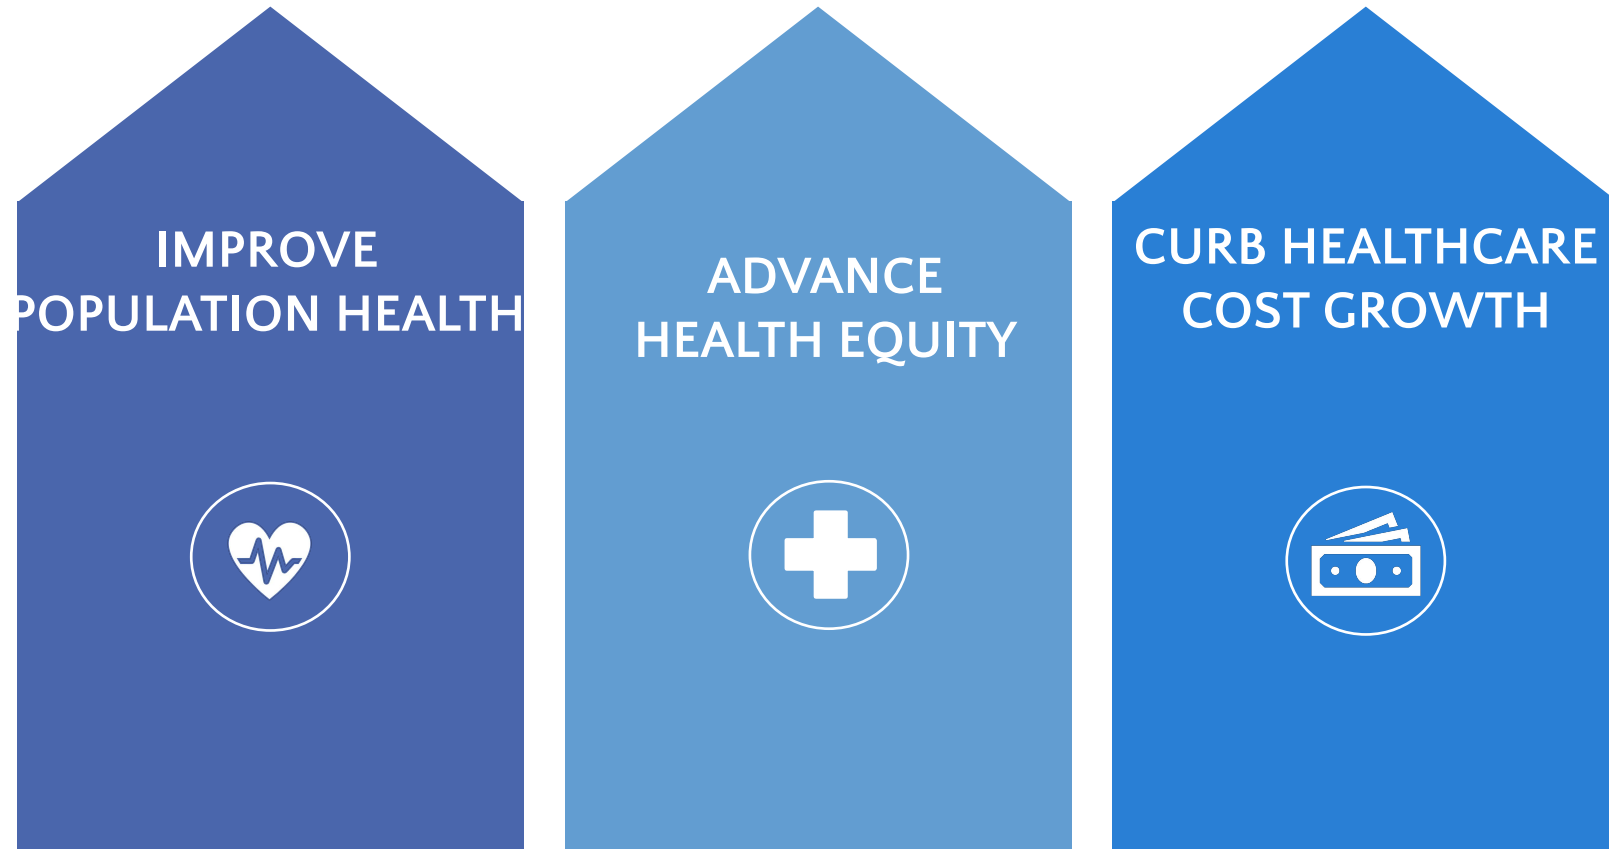 IMPROVE
POPULATION HEALTH
ADVANCE
HEALTH EQUITY
CURB HEALTHCARE
COST GROWTH